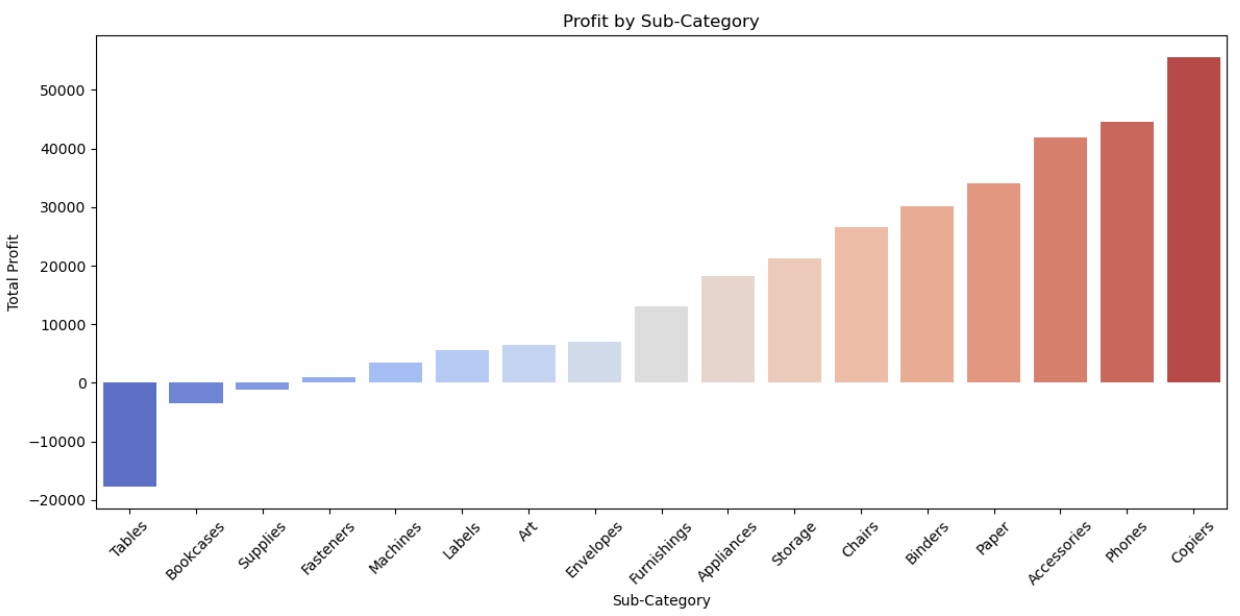 Profit by Sub-Category
Total Profit
50000
40000
30000
20000
10000
0
−10000
−20000
Tables
Bookcases
Supplies
Fasteners
Machines
Labels
Art
Envelopes
Furnishings
Appliances
Storage
Chairs
Binders
Paper
Accessories
Phones
Copiers
Sub-Category